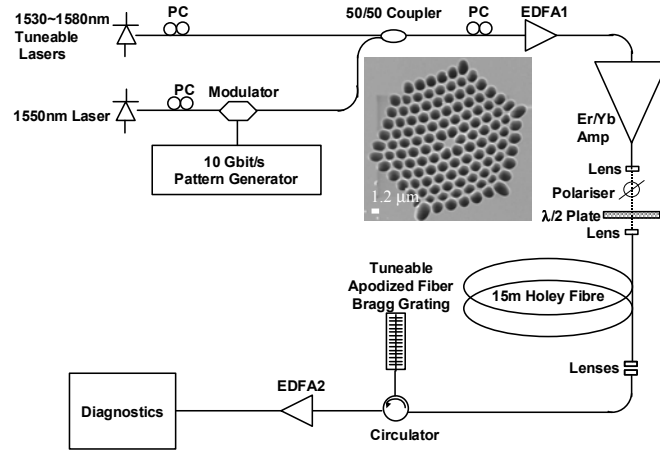 1530~1580nm
Tuneable
Lasers
PC
50/50 Coupler
PC
EDFA1
PC
Modulator
1550nm Laser
10 Gbit/s
Pattern Generator
1.2 μm
Er/Yb
Amp
Lens
Polariser
λ/2 Plate
Lens
Tuneable
Apodized Fiber
Bragg Grating
15m Holey Fibre
Lenses
EDFA2
Diagnostics
Circulator